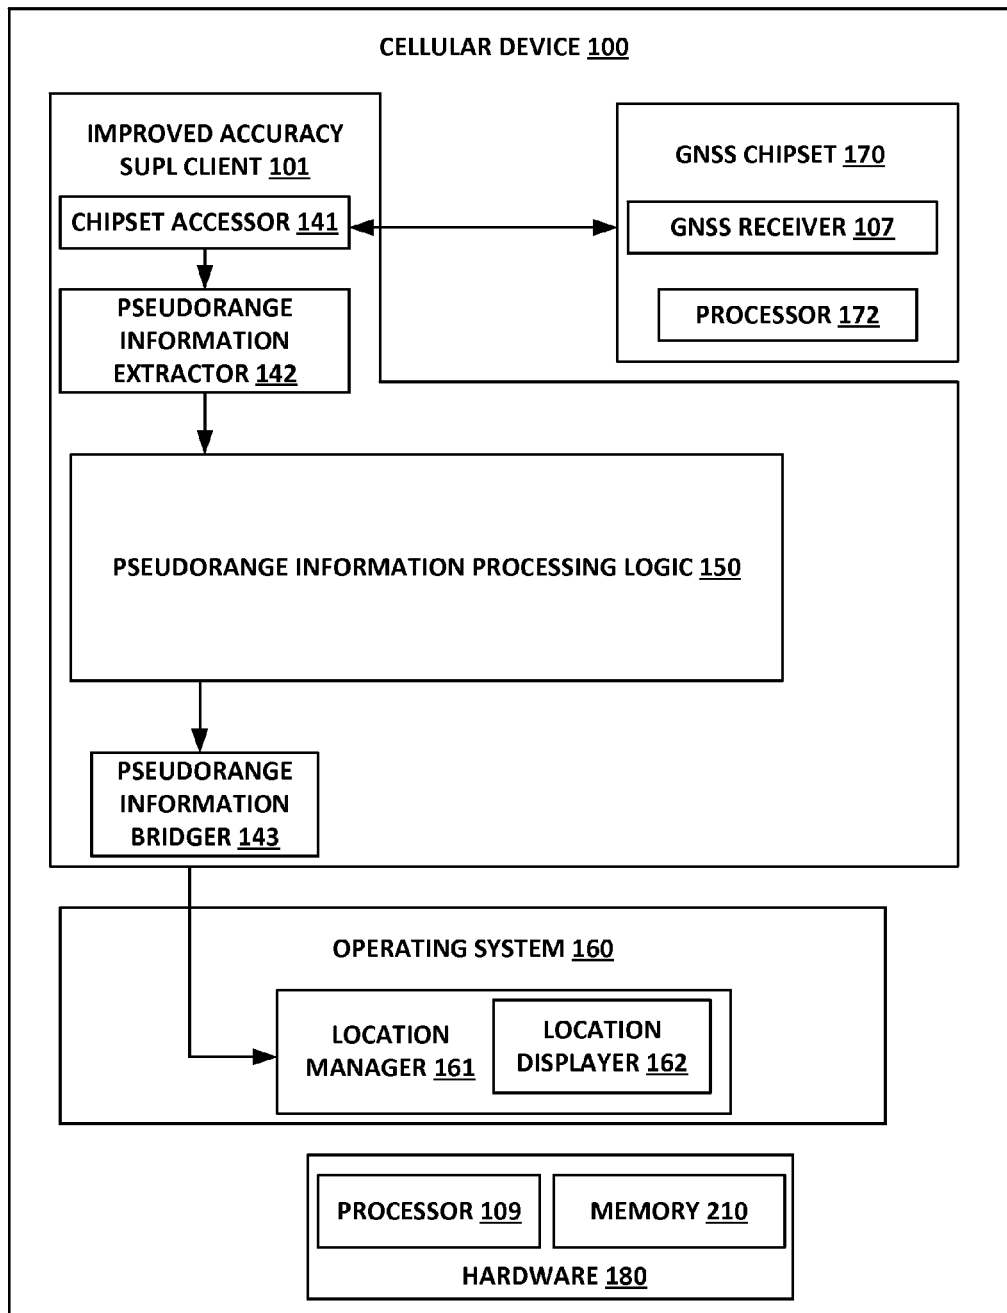 CELLULAR DEVICE 100
IMPROVED ACCURACY
SUPL CLIENT 101
CHIPSET ACCESSOR 141
PSEUDORANGE
INFORMATION
EXTRACTOR 142
GNSS CHIPSET 170
GNSS RECEIVER 107
PROCESSOR 172
PSEUDORANGE INFORMATION PROCESSING LOGIC 150
PSEUDORANGE
INFORMATION
BRIDGER 143
OPERATING SYSTEM 160
LOCATION
MANAGER 161
LOCATION
DISPLAYER 162
PROCESSOR 109
MEMORY 210
HARDWARE 180